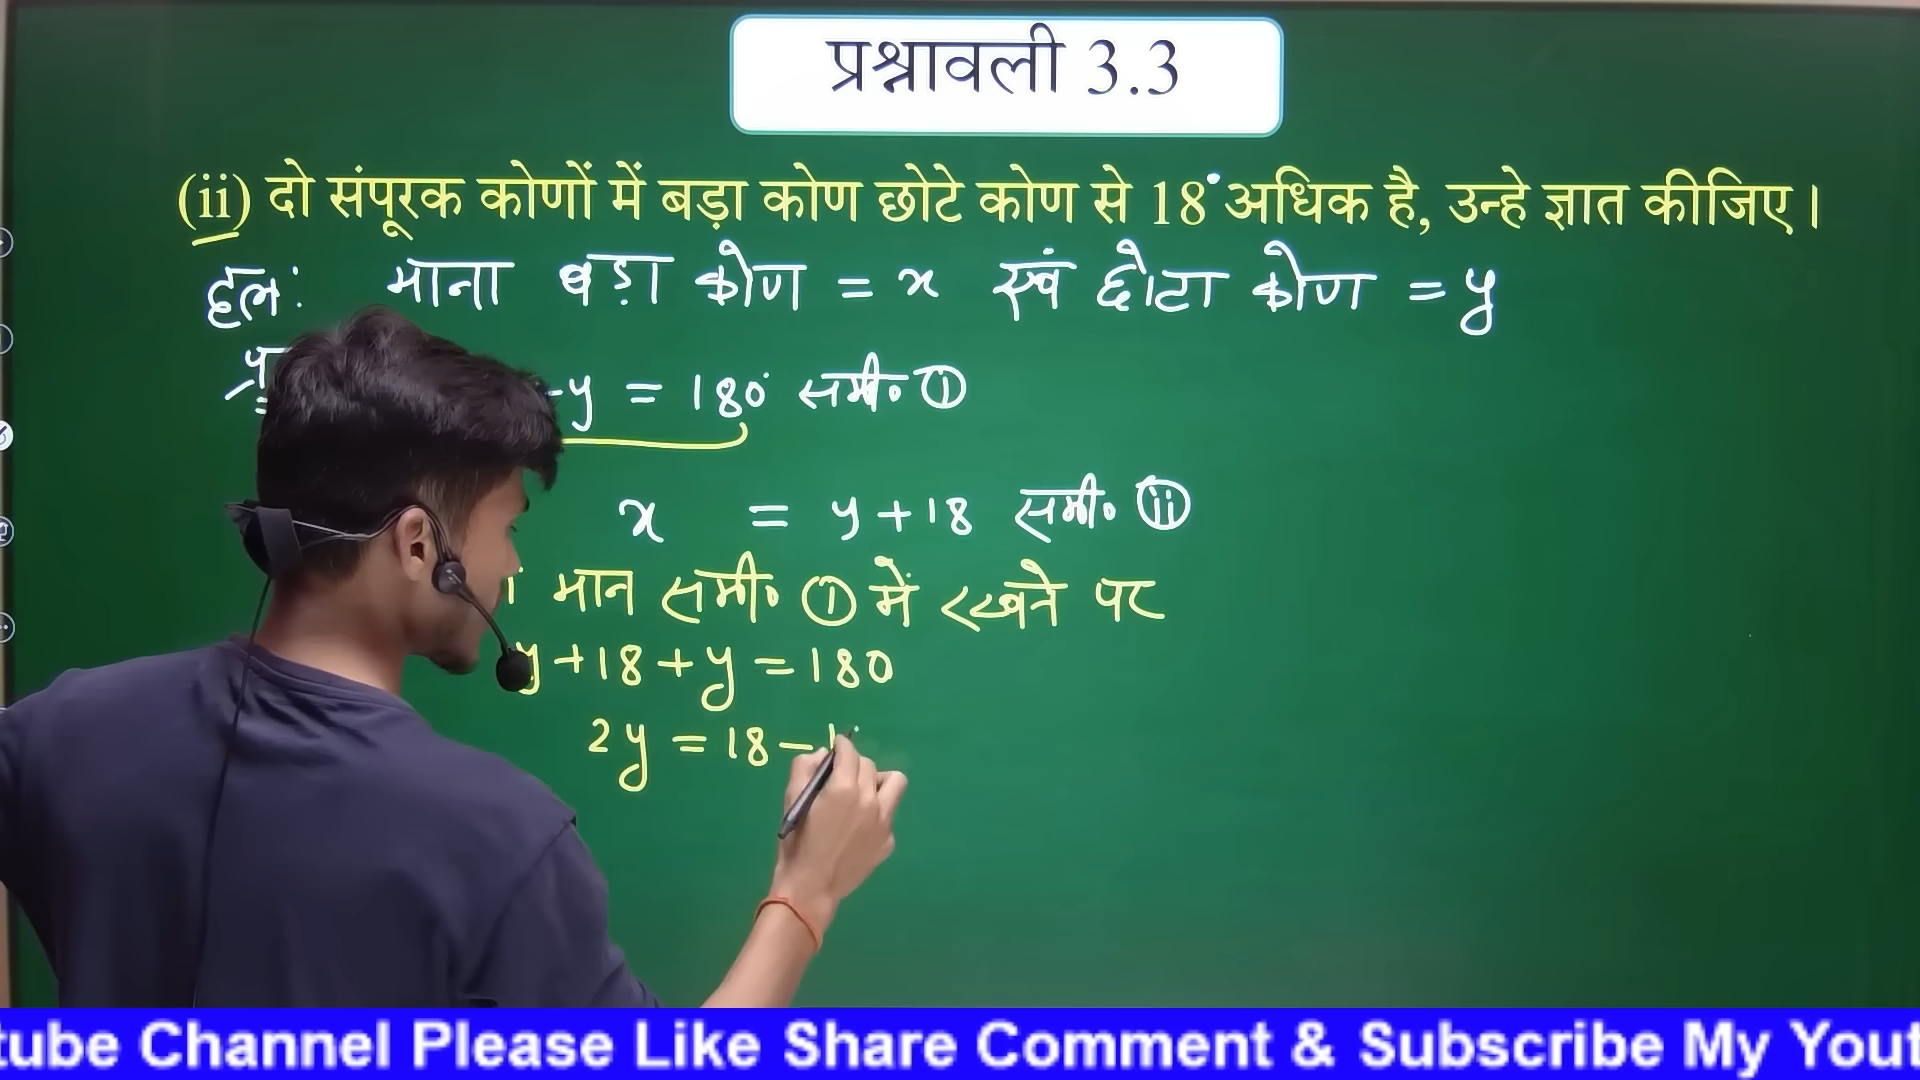 प्रश्नावली 3.3
(ii) दो संपूरक कोणों में बड़ा कोण छोटे कोण से 18° अधिक है, उन्हे ज्ञात कीजिए।
हल: माना बड़ा कोण = x एवं छोटा कोण = y
y = 180° समी० ①
x = y + 18 समी० ⓘⓘ
मान समी० ① में रखने पर
y + 18 + y = 180
2y = 18 - 1
tube Channel Please Like Share Comment & Subscribe My Yout